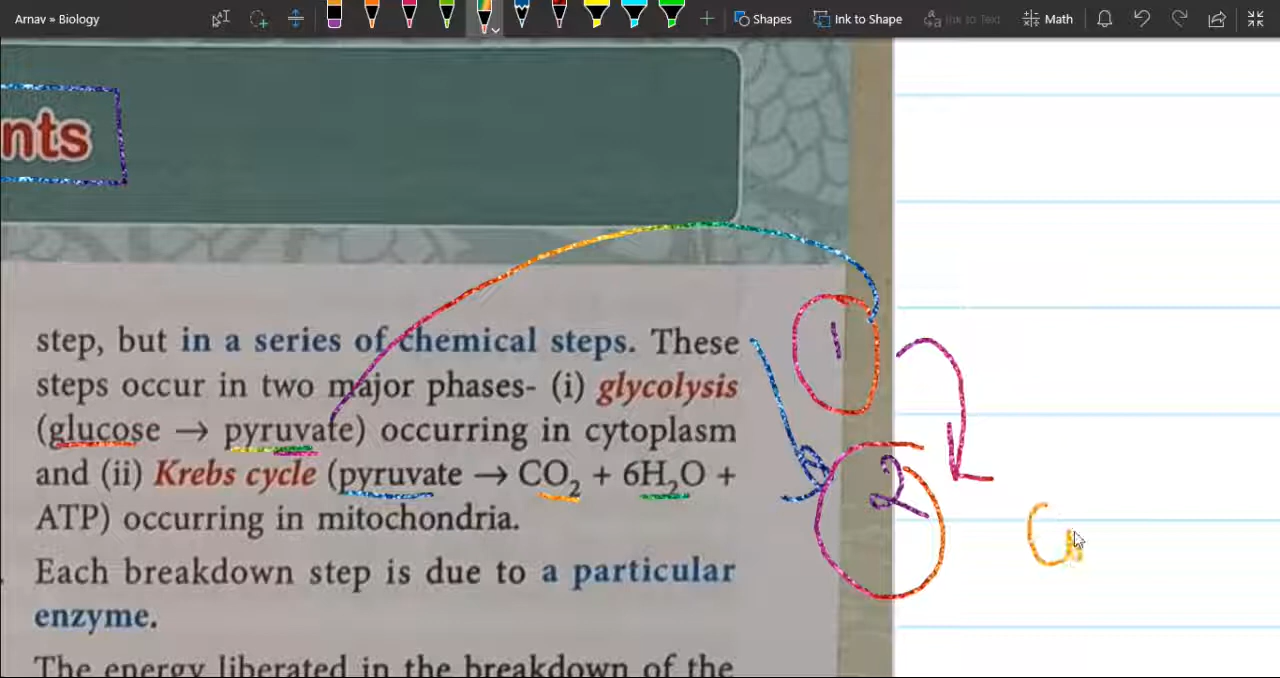 Arnav » Biology
Shapes
Ink to Shape
Ink to Text
Math
nts
step, but in a series of chemical steps. These
steps occur in two major phases- (i) glycolysis
(glucose → pyruvate) occurring in cytoplasm
and (ii) Krebs cycle (pyruvate → CO₂ + 6H₂O +
ATP) occurring in mitochondria.
Each breakdown step is due to a particular
enzyme.
The energy liberated in the breakdown of the
1
2